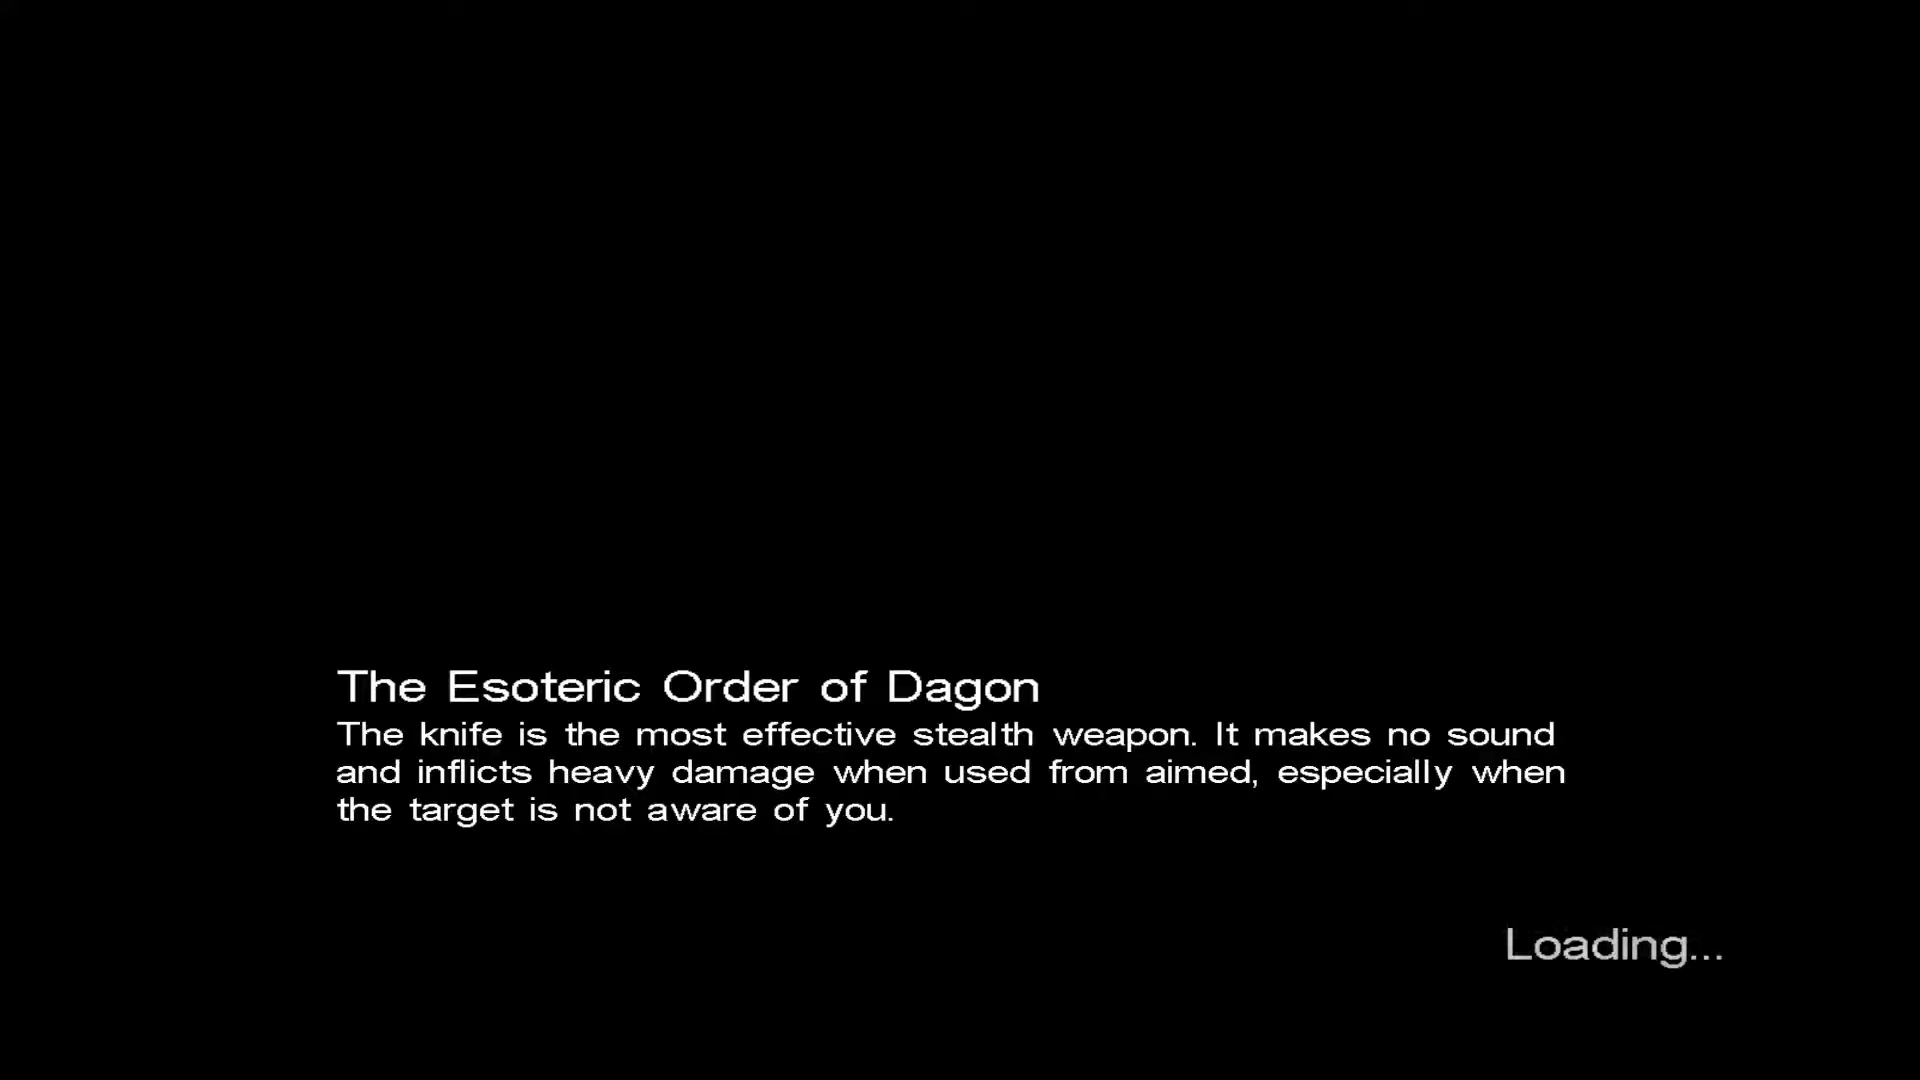 The Esoteric Order of Dagon
The knife is the most effective stealth weapon. It makes no sound
and inflicts heavy damage when used from aimed, especially when
the target is not aware of you.
Loading...